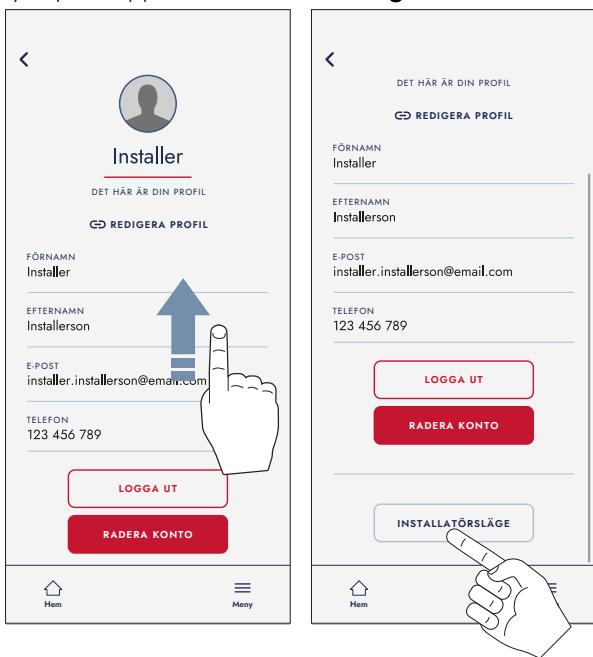 Installer
DET HÄR ÄR DIN PROFIL
REDIGERA PROFIL
FÖRNAMN
Installer
EFTERNAMN
Installerson
E-POST
installer.installerson@email.com
TELEFON
123 456 789
LOGGA UT
RADERA KONTO
Hem
Meny
DET HÄR ÄR DIN PROFIL
REDIGERA PROFIL
FÖRNAMN
Installer
EFTERNAMN
Installerson
E-POST
installer.installerson@email.com
TELEFON
123 456 789
LOGGA UT
RADERA KONTO
INSTALLATÖRSLÄGE
Hem